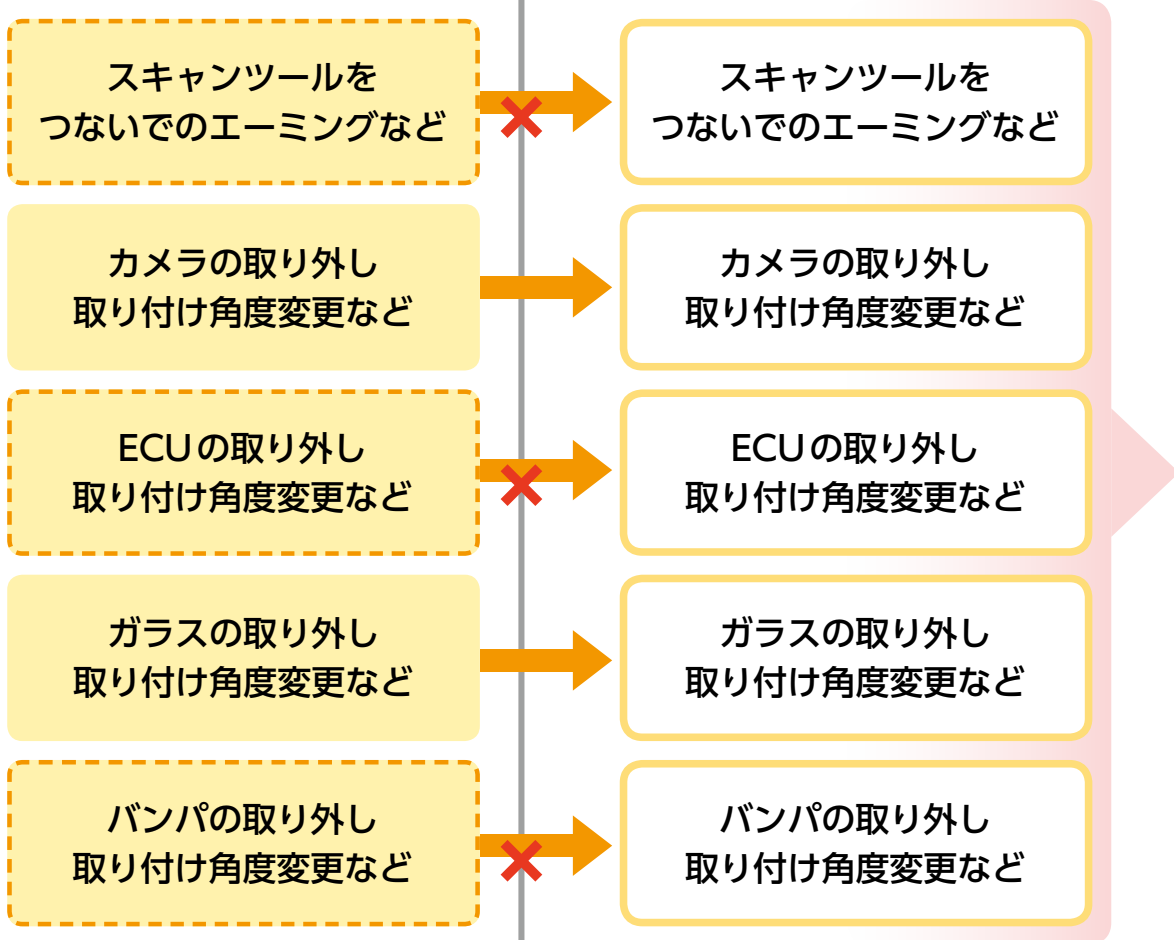 スキャンツールを
つないでのエーミングなど
スキャンツールを
つないでのエーミングなど
カメラの取り外し
取り付け角度変更など
カメラの取り外し
取り付け角度変更など
ECUの取り外し
取り付け角度変更など
ECUの取り外し
取り付け角度変更など
ガラスの取り外し
取り付け角度変更など
ガラスの取り外し
取り付け角度変更など
バンパの取り外し
取り付け角度変更など
バンパの取り外し
取り付け角度変更など